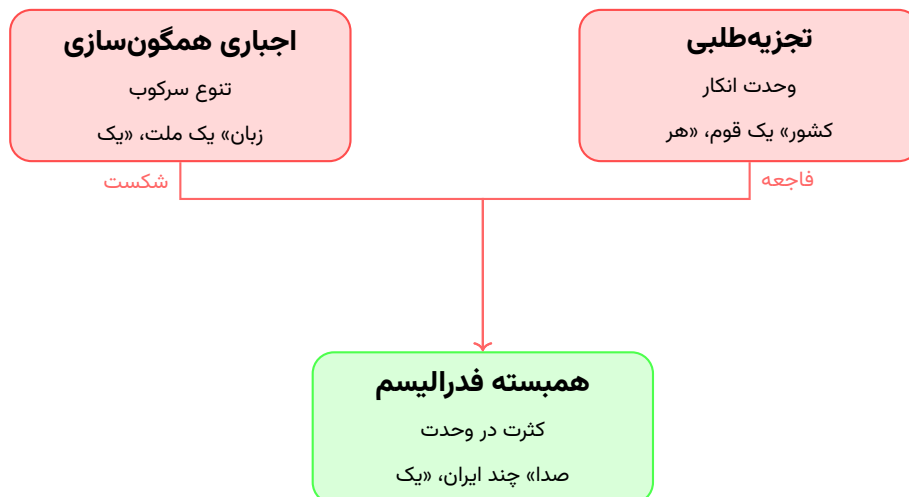 تجزیه‌طلبی
وحدت انکار
کشور» یک قوم، «هر
اجباری همگون‌سازی
تنوع سرکوب
زبان» یک ملت، «یک
فاجعه
شکست
همبسته فدرالیسم
کثرت در وحدت
صدا» چند ایران، «یک